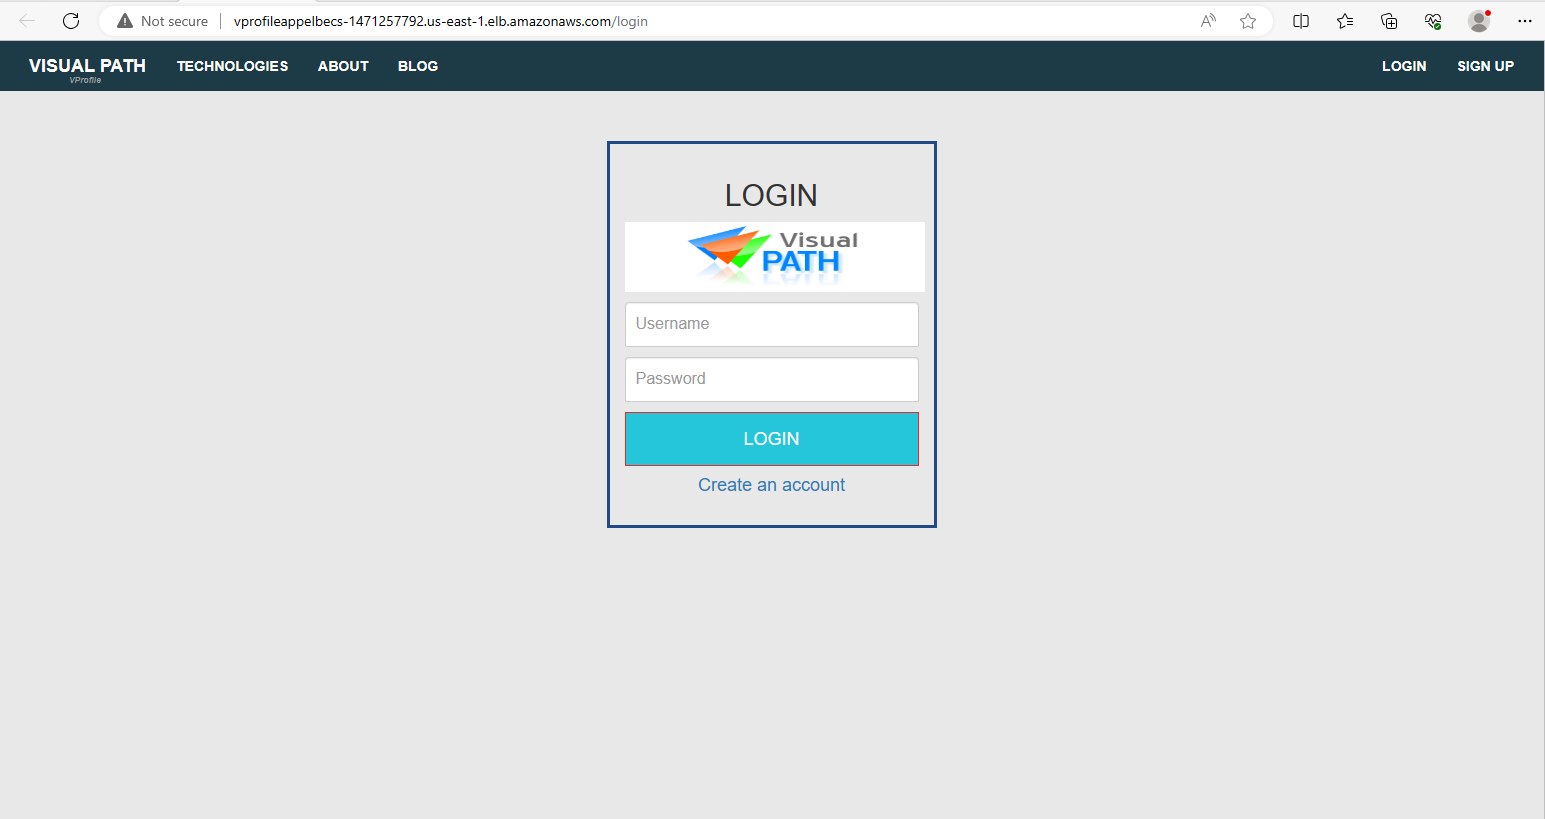 Not secure vprofileappelbecs-1471257792.us-east-1.elb.amazonaws.com/login
VISUAL PATH TECHNOLOGIES ABOUT BLOG LOGIN SIGN UP
VProfile
LOGIN
Visual
PATH
Username
Password
LOGIN
Create an account